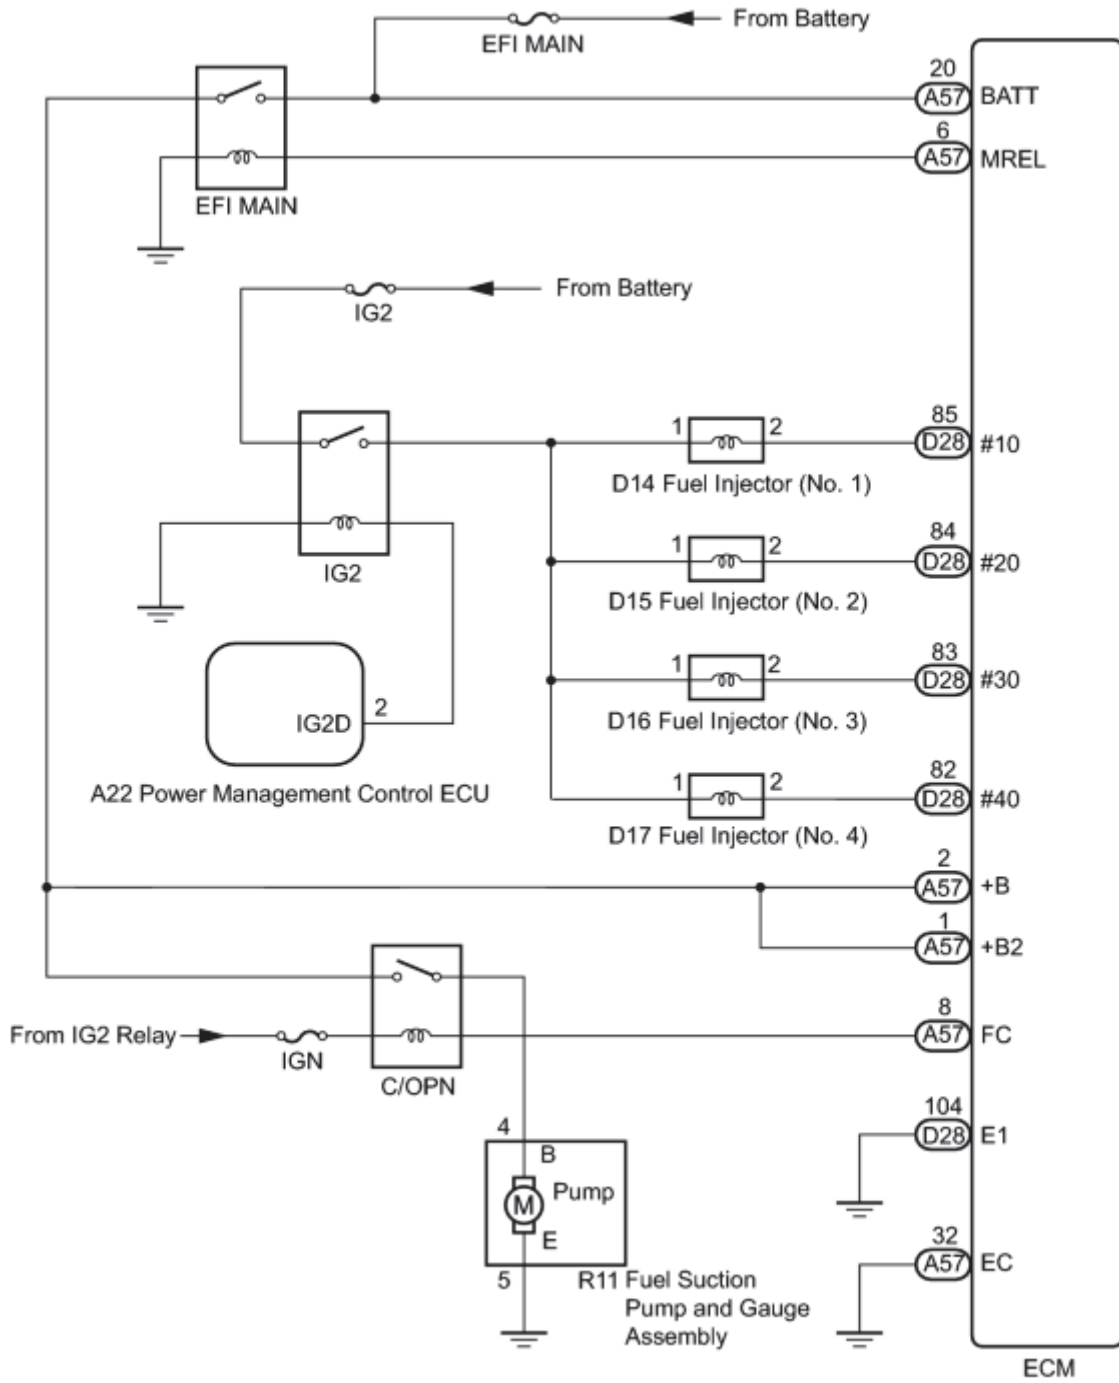 From Battery
EFI MAIN
20
A57 BATT
6
A57 MREL
EFI MAIN
From Battery
IG2
85
1 2 D28 #10
D14 Fuel Injector (No. 1)
84
1 2 D28 #20
IG2
D15 Fuel Injector (No. 2)
83
1 2 D28 #30
IG2D 2
D16 Fuel Injector (No. 3)
82
1 2 D28 #40
A22 Power Management Control ECU
D17 Fuel Injector (No. 4)
2
A57 +B
1
A57 +B2
8
From IG2 Relay
A57 FC
IGN
C/OPN
104
4
D28 E1
B
Pump
M
E
32
A57 EC
5
R11 Fuel Suction
Pump and Gauge
Assembly
ECM